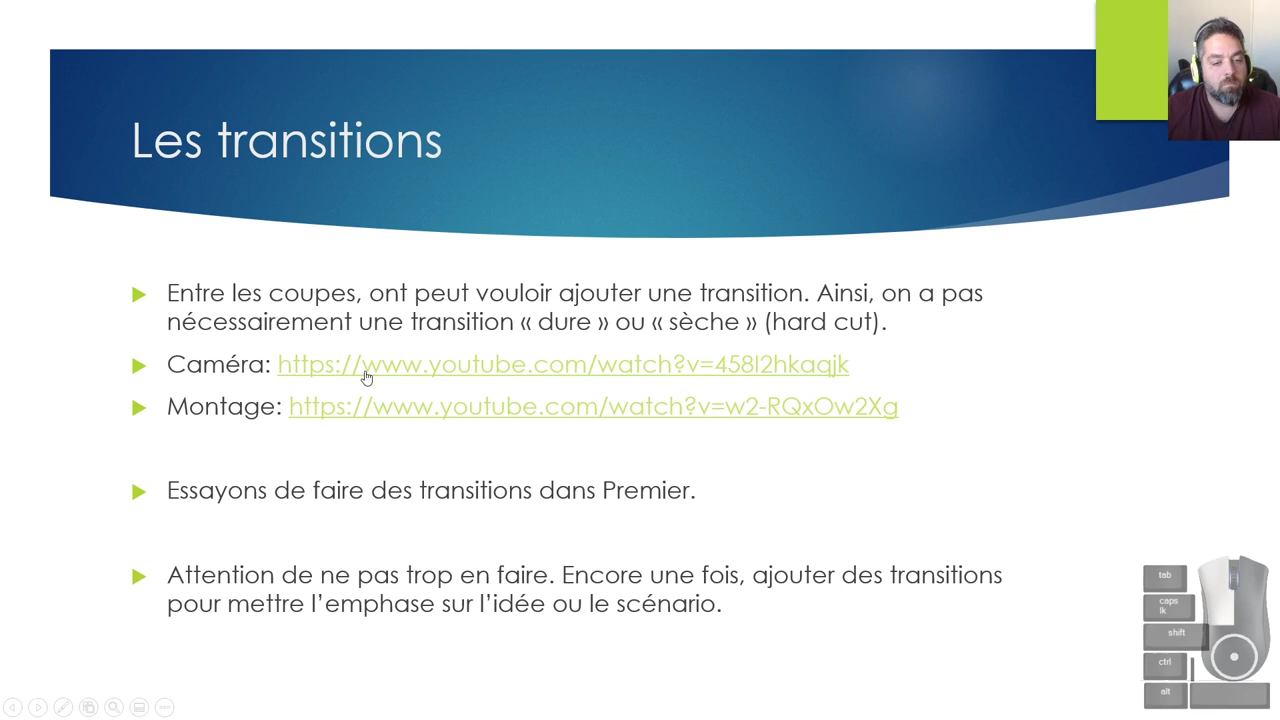 Les transitions
Entre les coupes, ont peut vouloir ajouter une transition. Ainsi, on a pas
nécessairement une transition « dure » ou « sèche » (hard cut).
Caméra: https://www.youtube.com/watch?v=458I2hkaqjk
Montage: https://www.youtube.com/watch?v=w2-RQxOw2Xg
Essayons de faire des transitions dans Premier.
Attention de ne pas trop en faire. Encore une fois, ajouter des transitions
pour mettre l’emphase sur l’idée ou le scénario.
tab
caps
lk
shift
ctrl
alt